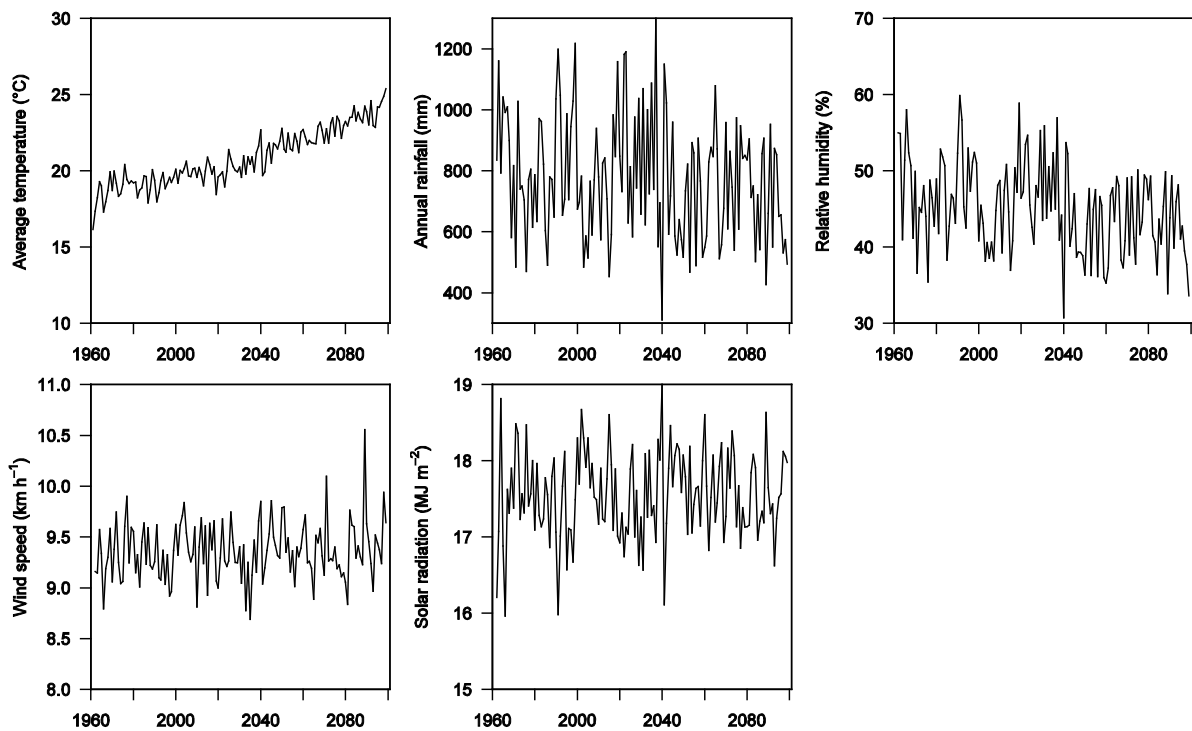 Average temperature (°C)
30
25
20
15
10
1960 2000 2040 2080
Annual rainfall (mm)
1200
1000
800
600
400
1960 2000 2040 2080
Relative humidity (%)
70
60
50
40
30
1960 2000 2040 2080
Wind speed (km h⁻¹)
11.0
10.5
10.0
9.5
9.0
8.5
8.0
1960 2000 2040 2080
Solar radiation (MJ m⁻²)
19
18
17
16
15
1960 2000 2040 2080